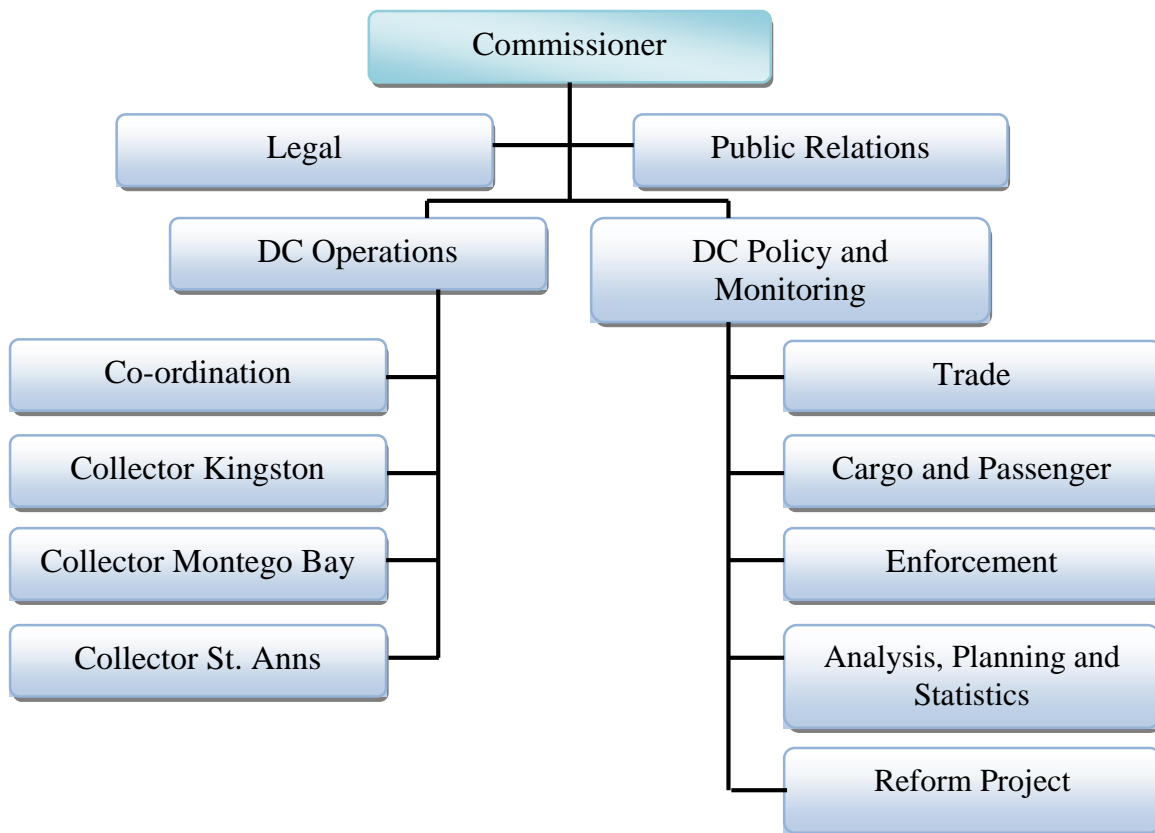 Commissioner
Legal
Public Relations
DC Operations
DC Policy and
Monitoring
Co-ordination
Collector Kingston
Collector Montego Bay
Collector St. Anns
Trade
Cargo and Passenger
Enforcement
Analysis, Planning and
Statistics
Reform Project